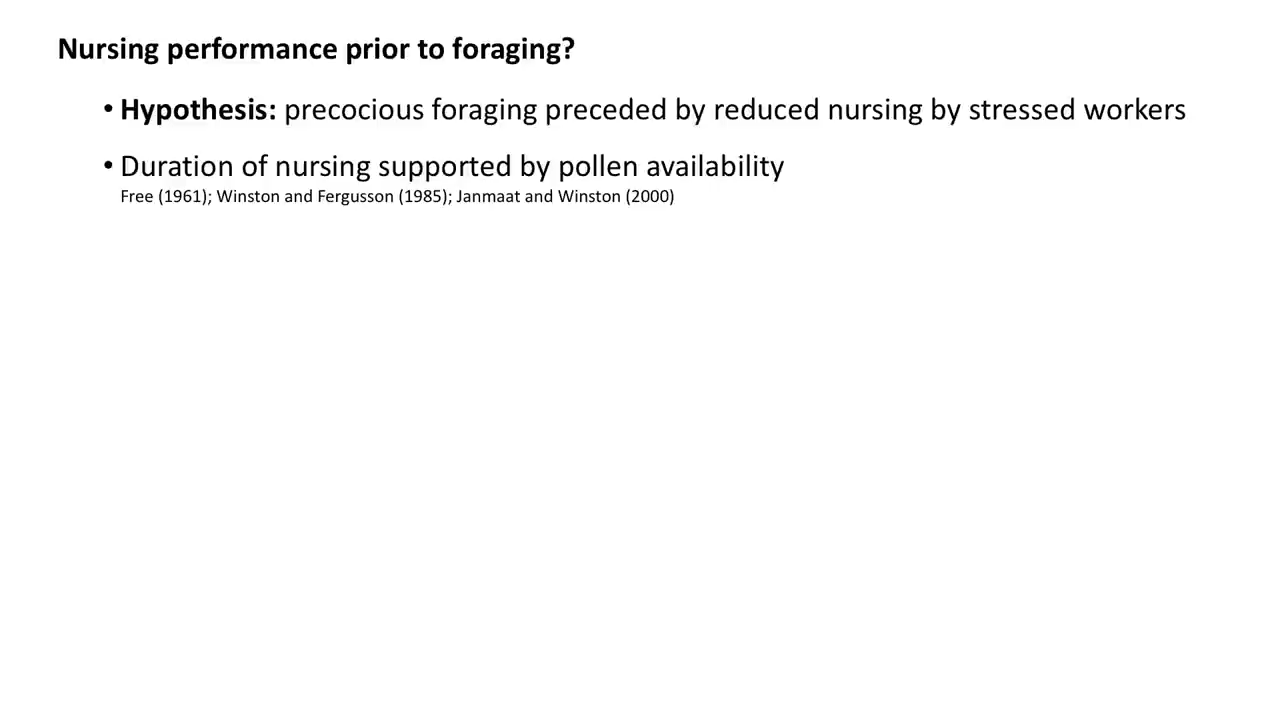 Nursing performance prior to foraging?
• Hypothesis: precocious foraging preceded by reduced nursing by stressed workers
• Duration of nursing supported by pollen availability
Free (1961); Winston and Fergusson (1985); Janmaat and Winston (2000)